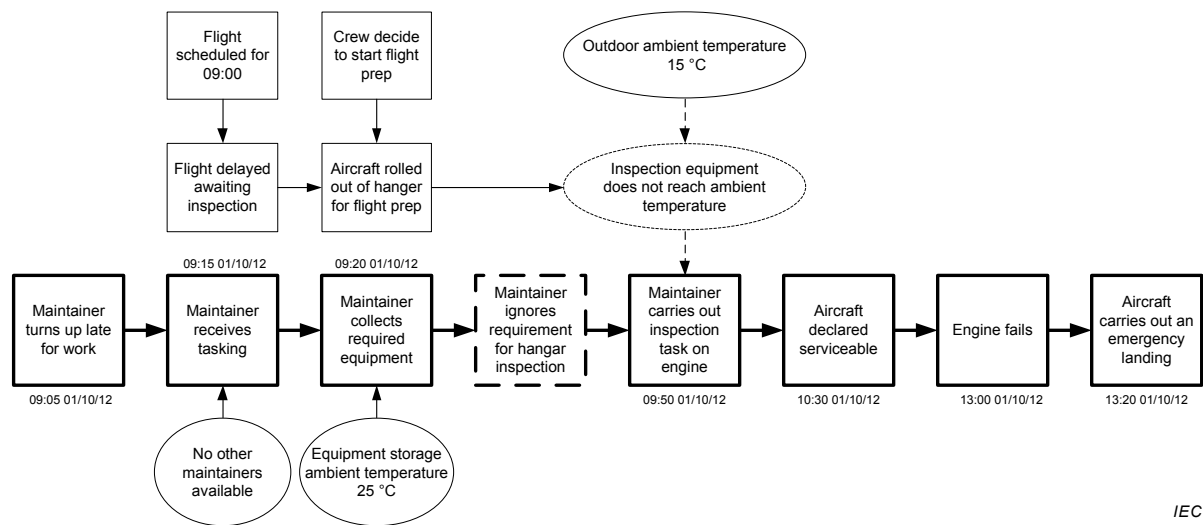 Flight
scheduled for
09:00
Crew decide
to start flight
prep
Outdoor ambient temperature
15 °C
Flight delayed
awaiting
inspection
Aircraft rolled
out of hanger
for flight prep
Inspection equipment
does not reach ambient
temperature
09:15 01/10/12
09:20 01/10/12
Maintainer
turns up late
for work
Maintainer
receives
tasking
Maintainer
collects
required
equipment
Maintainer
ignores
requirement
for hangar
inspection
Maintainer
carries out
inspection
task on
engine
Aircraft
declared
serviceable
Engine fails
Aircraft
carries out an
emergency
landing
09:05 01/10/12
09:50 01/10/12
10:30 01/10/12
13:00 01/10/12
13:20 01/10/12
No other
maintainers
available
Equipment storage
ambient temperature
25 °C
IEC